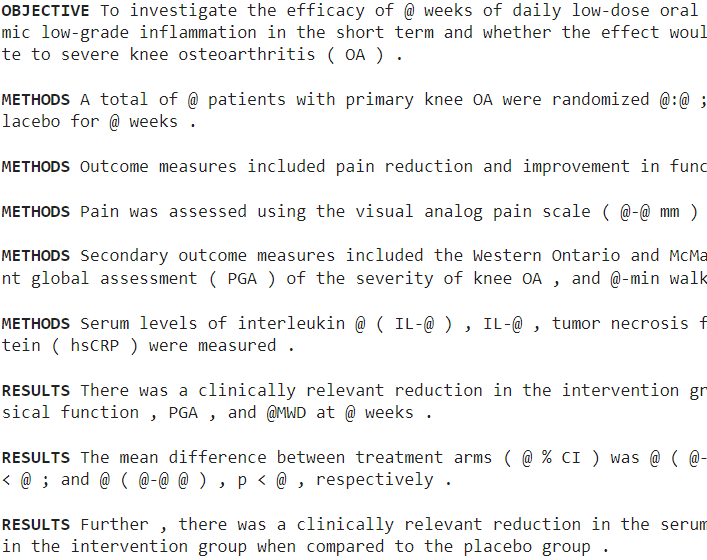 OBJECTIVE To investigate the efficacy of @ weeks of daily low-dose oral
mic low-grade inflammation in the short term and whether the effect woul
te to severe knee osteoarthritis ( OA ) .
METHODS A total of @ patients with primary knee OA were randomized @:@ ;
lacebo for @ weeks .
METHODS Outcome measures included pain reduction and improvement in func
METHODS Pain was assessed using the visual analog pain scale ( @-@ mm )
METHODS Secondary outcome measures included the Western Ontario and McMa
nt global assessment ( PGA ) of the severity of knee OA , and @-min walk
METHODS Serum levels of interleukin @ ( IL-@ ) , IL-@ , tumor necrosis f
tein ( hsCRP ) were measured .
RESULTS There was a clinically relevant reduction in the intervention gr
sical function , PGA , and @MWD at @ weeks .
RESULTS The mean difference between treatment arms ( @ % CI ) was @ ( @-
< @ ; and @ ( @-@ @ ) , p < @ , respectively .
RESULTS Further , there was a clinically relevant reduction in the serum
in the intervention group when compared to the placebo group .